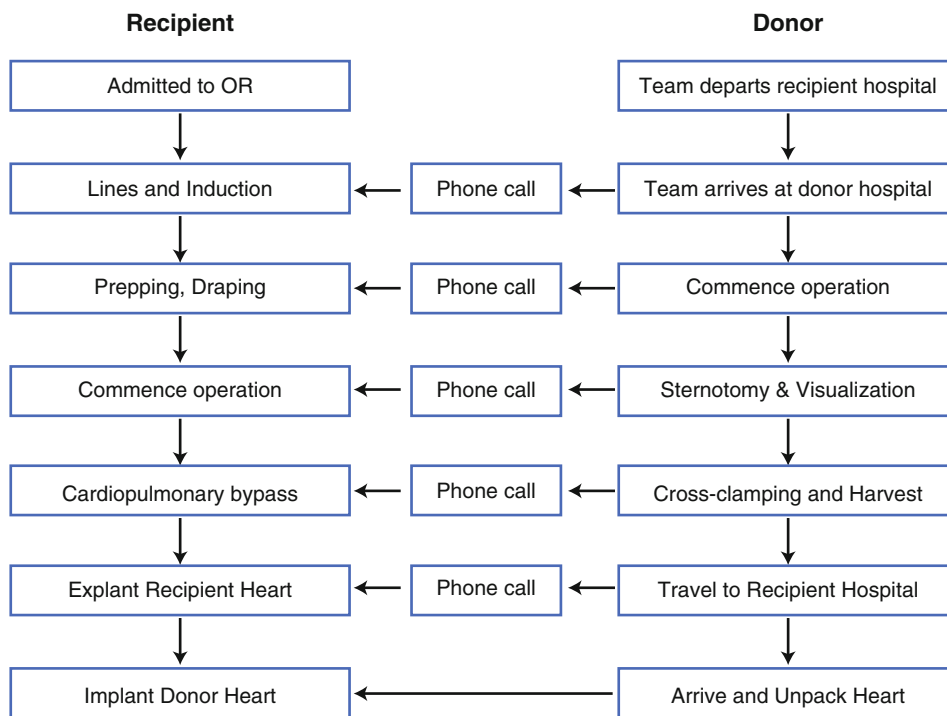 Recipient
Donor
Admitted to OR
Team departs recipient hospital
Lines and Induction
Phone call
Team arrives at donor hospital
Prepping, Draping
Phone call
Commence operation
Commence operation
Phone call
Sternotomy & Visualization
Cardiopulmonary bypass
Phone call
Cross-clamping and Harvest
Explant Recipient Heart
Phone call
Travel to Recipient Hospital
Implant Donor Heart
Arrive and Unpack Heart